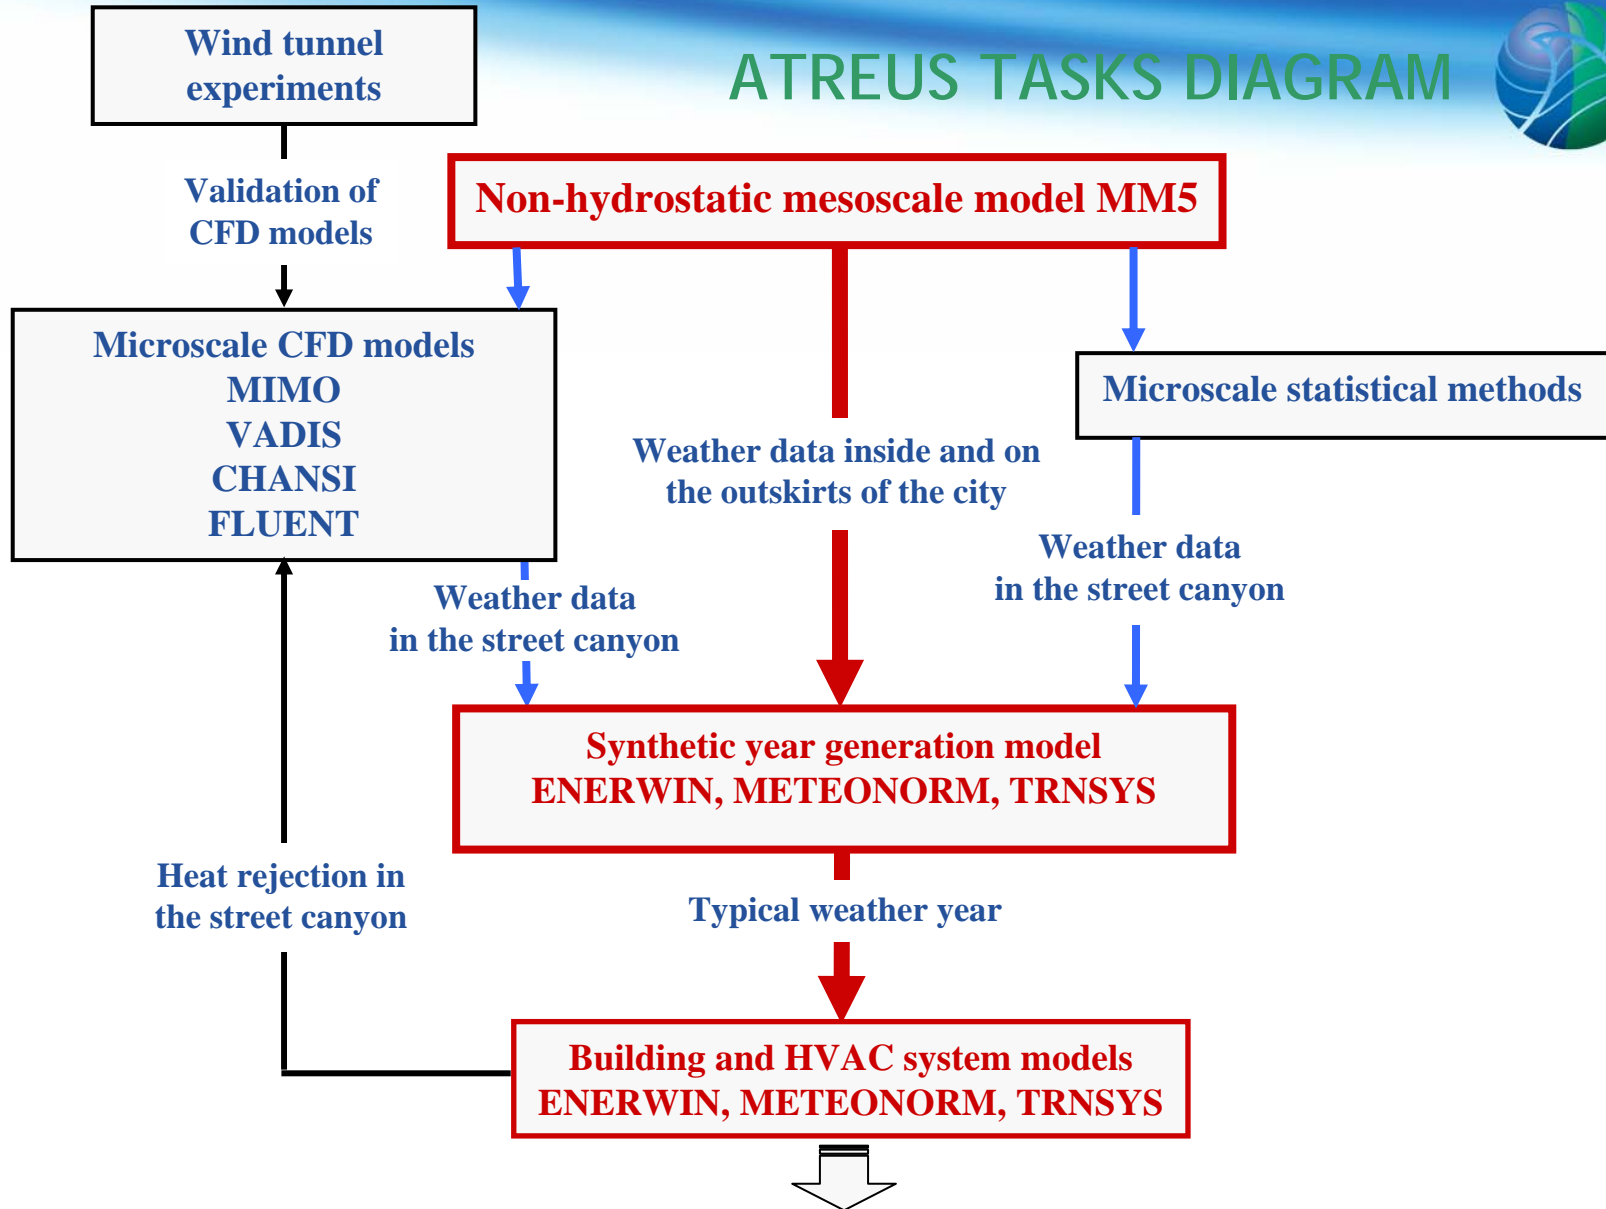 ATREUS TASKS DIAGRAM
Wind tunnel
experiments
Validation of
CFD models
Non-hydrostatic mesoscale model MM5
Microscale CFD models
MIMO
VADIS
CHANSI
FLUENT
Microscale statistical methods
Weather data inside and on
the outskirts of the city
Weather data
in the street canyon
Weather data
in the street canyon
Synthetic year generation model
ENERWIN, METEONORM, TRNSYS
Heat rejection in
the street canyon
Typical weather year
Building and HVAC system models
ENERWIN, METEONORM, TRNSYS